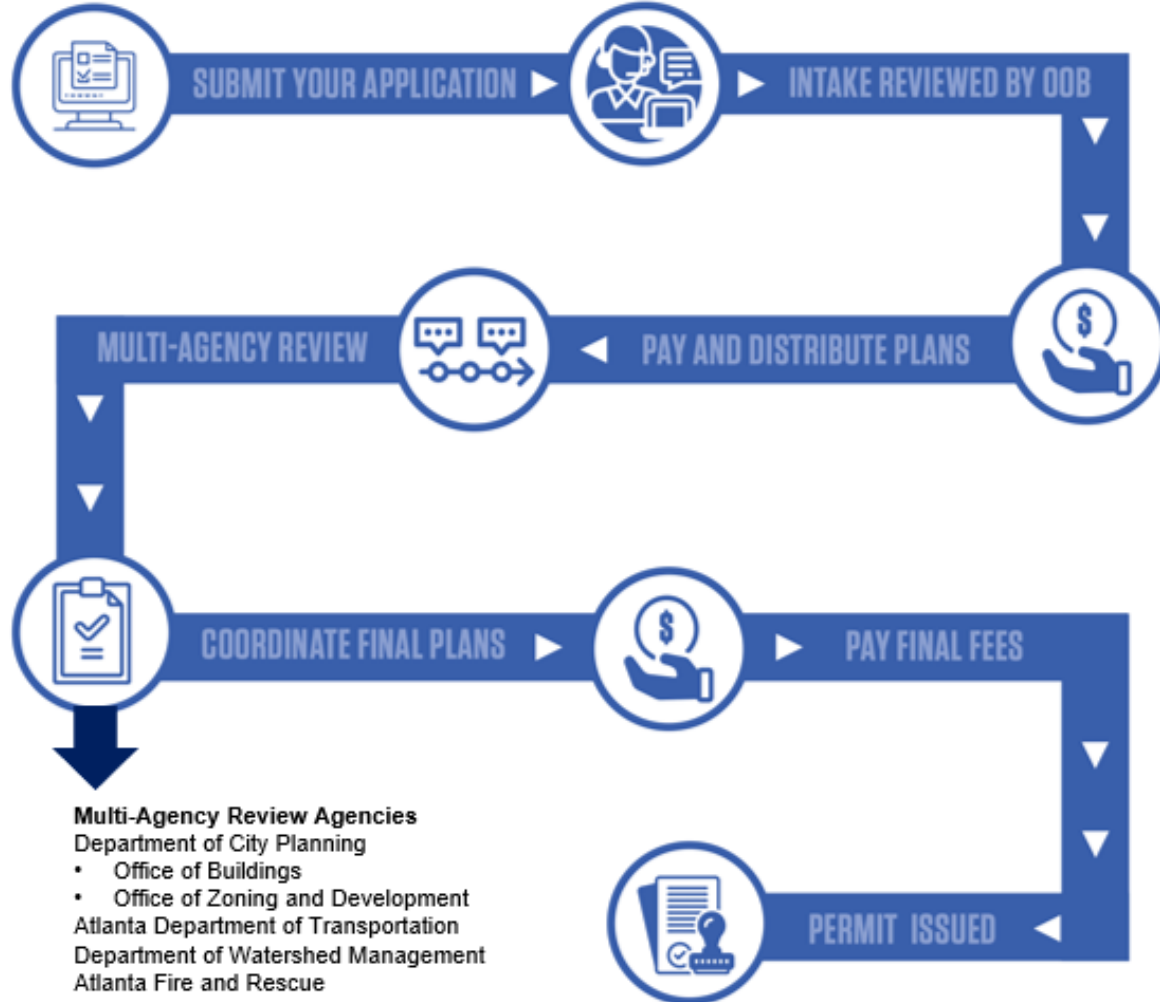 SUBMIT YOUR APPLICATION
INTAKE REVIEWED BY OOB
PAY AND DISTRIBUTE PLANS
MULTI-AGENCY REVIEW
COORDINATE FINAL PLANS
PAY FINAL FEES
PERMIT ISSUED
Multi-Agency Review Agencies
Department of City Planning
• Office of Buildings
• Office of Zoning and Development
Atlanta Department of Transportation
Department of Watershed Management
Atlanta Fire and Rescue